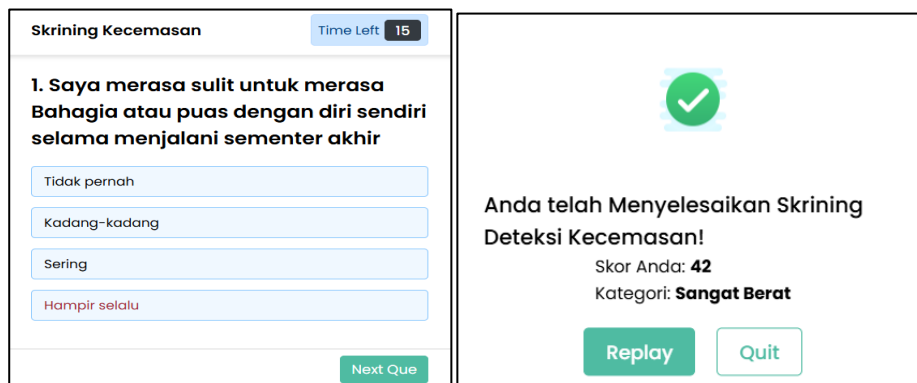 Skrining Kecemasan
Time Left 15
1. Saya merasa sulit untuk merasa
Bahagia atau puas dengan diri sendiri
selama menjalani sementer akhir
Tidak pernah
Kadang-kadang
Sering
Hampir selalu
Next Que
Anda telah Menyelesaikan Skrining
Deteksi Kecemasan!
Skor Anda: 42
Kategori: Sangat Berat
Replay
Quit